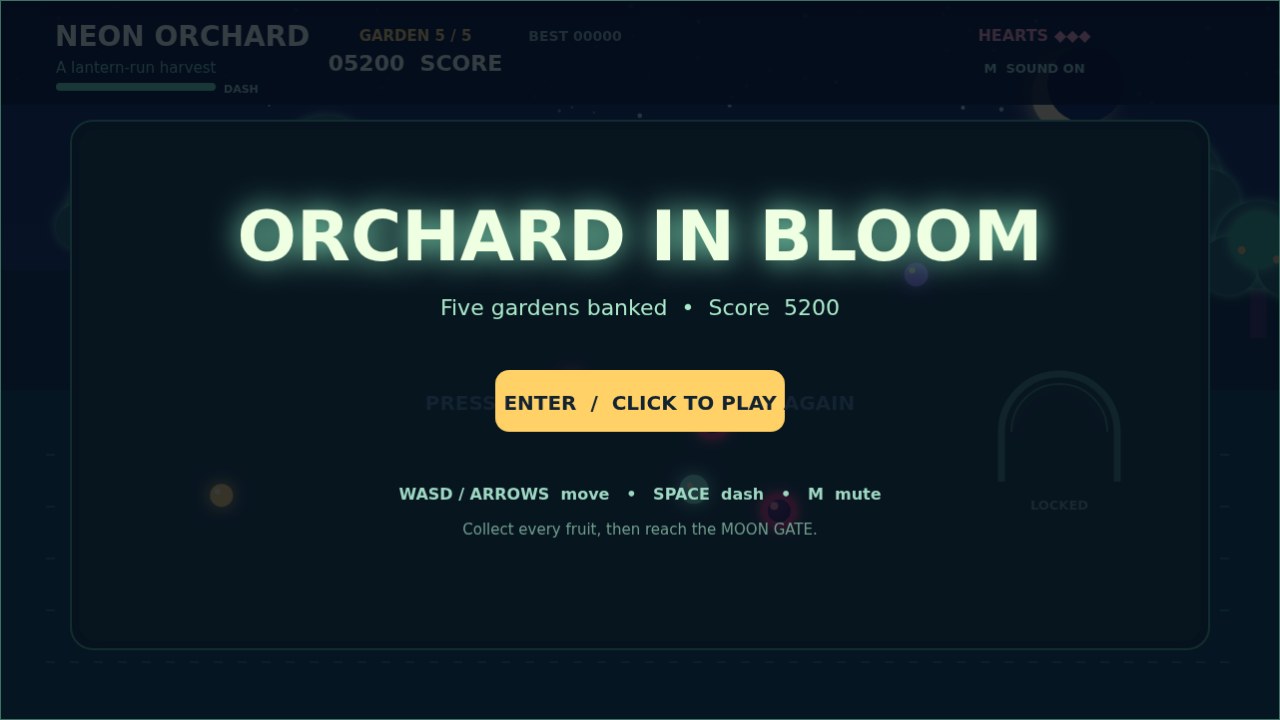 NEON ORCHARD
A lantern-run harvest
DASH
GARDEN 5 / 5
05200 SCORE
BEST 00000
HEARTS ◆◆◆
M SOUND ON
ORCHARD IN BLOOM
Five gardens banked • Score 5200
PRESS
ENTER / CLICK TO PLAY
AGAIN
WASD / ARROWS move • SPACE dash • M mute
Collect every fruit, then reach the MOON GATE.
LOCKED